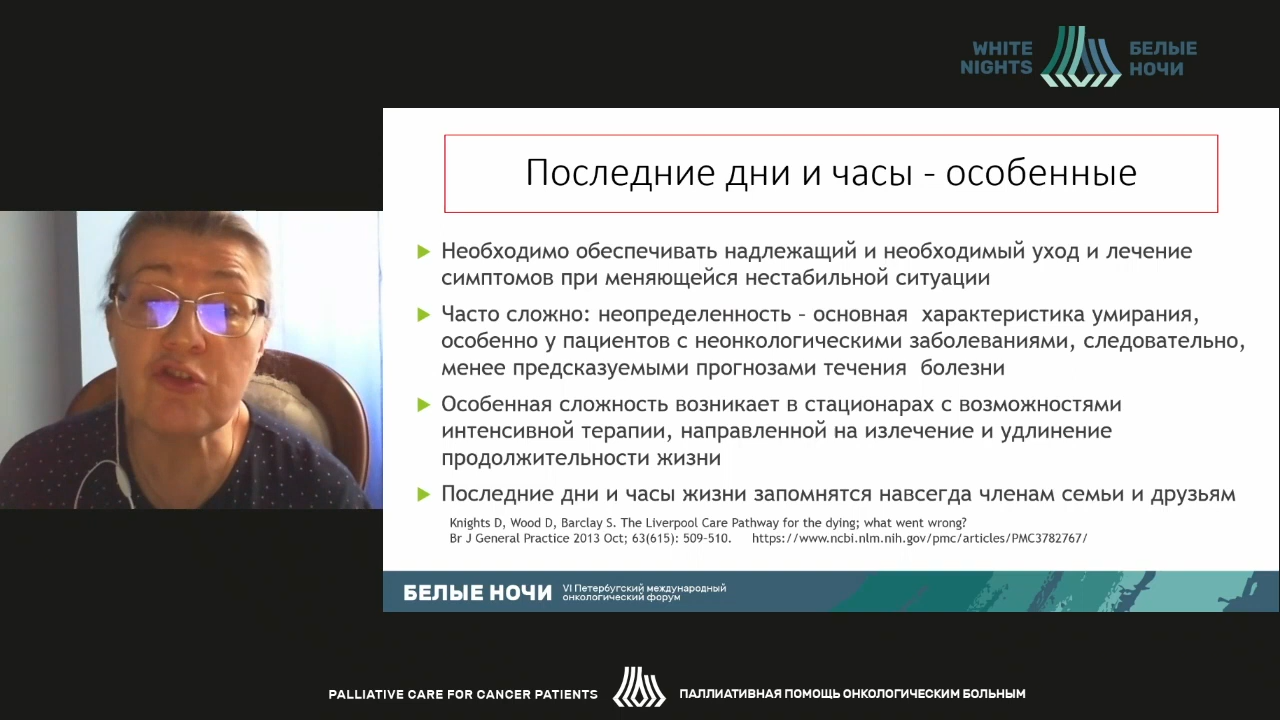 WHITE
NIGHTS
БЕЛЫЕ
НОЧИ
Последние дни и часы - особенные
Необходимо обеспечивать надлежащий и необходимый уход и лечение
симптомов при меняющейся нестабильной ситуации
Часто сложно: неопределенность – основная характеристика умирания,
особенно у пациентов с неонкологическими заболеваниями, следовательно,
менее предсказуемыми прогнозами течения болезни
Особенная сложность возникает в стационарах с возможностями
интенсивной терапии, направленной на излечение и удлинение
продолжительности жизни
Последние дни и часы жизни запомнятся навсегда членам семьи и друзьям
Knights D, Wood D, Barclay S. The Liverpool Care Pathway for the dying; what went wrong?
Br J General Practice 2013 Oct; 63(615): 509–510. https://www.ncbi.nlm.nih.gov/pmc/articles/PMC3782767/
БЕЛЫЕ НОЧИ
VI Петербургский международный
онкологический форум
PALLIATIVE CARE FOR CANCER PATIENTS
ПАЛЛИАТИВНАЯ ПОМОЩЬ ОНКОЛОГИЧЕСКИМ БОЛЬНЫМ